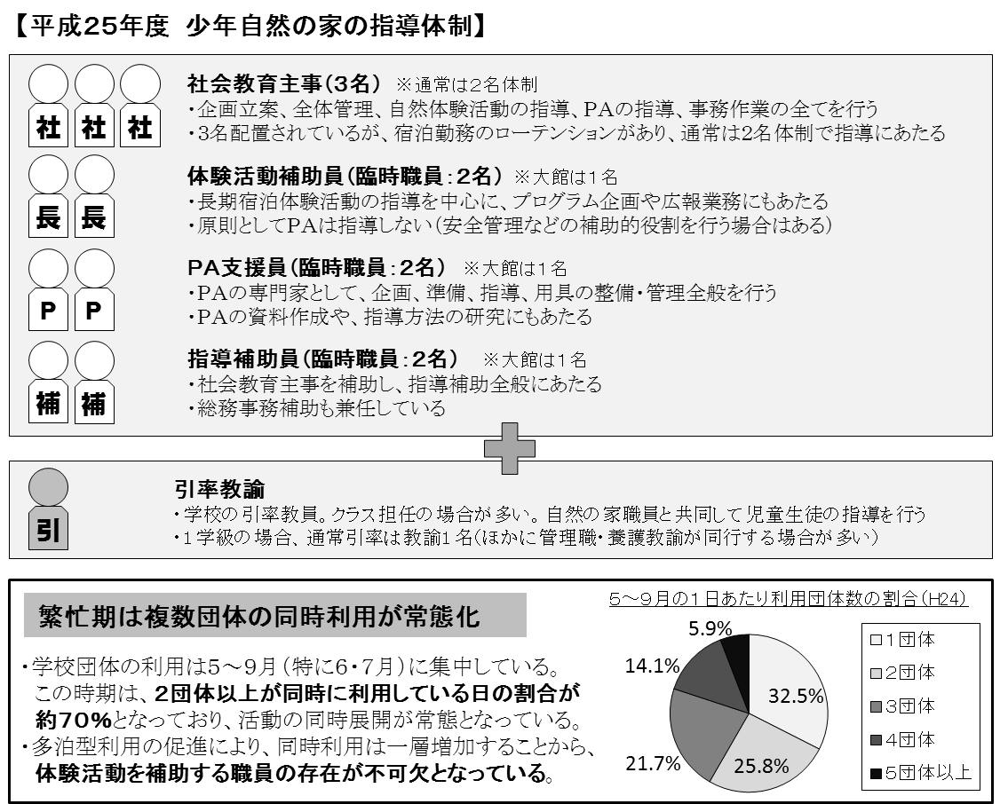 【平成25年度 少年自然の家の指導体制】
社 社 社
社会教育主事(3名) ※通常は2名体制
・企画立案、全体管理、自然体験活動の指導、PAの指導、事務作業の全てを行う
・3名配置されているが、宿泊勤務のローテンションがあり、通常は2名体制で指導にあたる
長 長
体験活動補助員(臨時職員:2名) ※大館は1名
・長期宿泊体験活動の指導を中心に、プログラム企画や広報業務にもあたる
・原則としてPAは指導しない(安全管理などの補助的役割を行う場合はある)
P P
PA支援員(臨時職員:2名) ※大館は1名
・PAの専門家として、企画、準備、指導、用具の整備・管理全般を行う
・PAの資料作成や、指導方法の研究にもあたる
補 補
指導補助員(臨時職員:2名) ※大館は1名
・社会教育主事を補助し、指導補助全般にあたる
・総務事務補助も兼任している
引
引率教諭
・学校の引率教員。クラス担任の場合が多い。自然の家職員と共同して児童生徒の指導を行う
・1学級の場合、通常引率は教諭1名(ほかに管理職・養護教諭が同行する場合が多い)
繁忙期は複数団体の同時利用が常態化
・学校団体の利用は5~9月(特に6・7月)に集中している。
この時期は、2団体以上が同時に利用している日の割合が
約70%となっており、活動の同時展開が常態となっている。
・多泊型利用の促進により、同時利用は一層増加することから、
体験活動を補助する職員の存在が不可欠となっている。
5~9月の1日あたり利用団体数の割合(H24)
5.9%
14.1%
32.5%
21.7%
25.8%
1団体
2団体
3団体
4団体
5団体以上